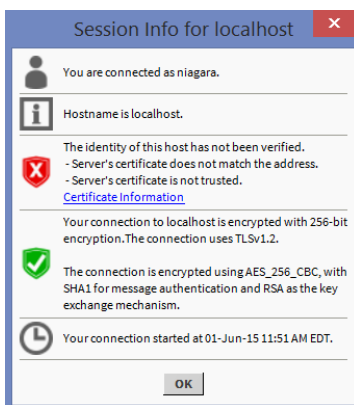 Session Info for localhost
x
You are connected as niagara.
Hostname is localhost.
The identity of this host has not been verified.
- Server's certificate does not match the address.
- Server's certificate is not trusted.
Certificate Information
Your connection to localhost is encrypted with 256-bit
encryption.The connection uses TLSv1.2.
The connection is encrypted using AES_256_CBC, with
SHA1 for message authentication and RSA as the key
exchange mechanism.
Your connection started at 01-Jun-15 11:51 AM EDT.
OK